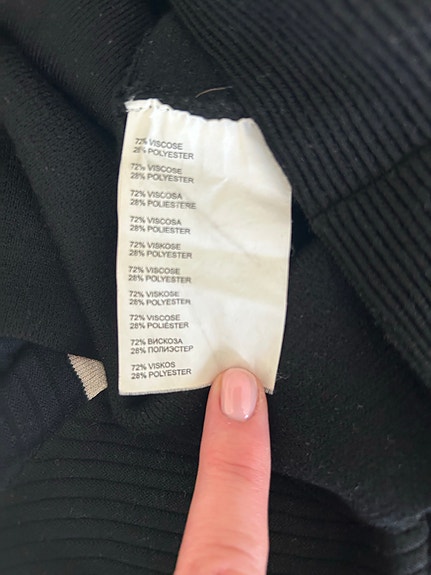 72% VISCOSE
28% POLYESTER
72% VISCOSE
28% POLYESTER
72% VISCOSA
28% POLIESTERE
72% VISCOSA
28% POLIESTER
72% VISKOSE
28% POLYESTER
72% VISCOSE
28% POLYESTER
72% VISKOSE
28% POLYESTER
72% VISCOSE
28% POLIÉSTER
72% ВИСКОЗА
28% ПОЛИЭСТЕР
72% VISKOS
28% POLYESTER